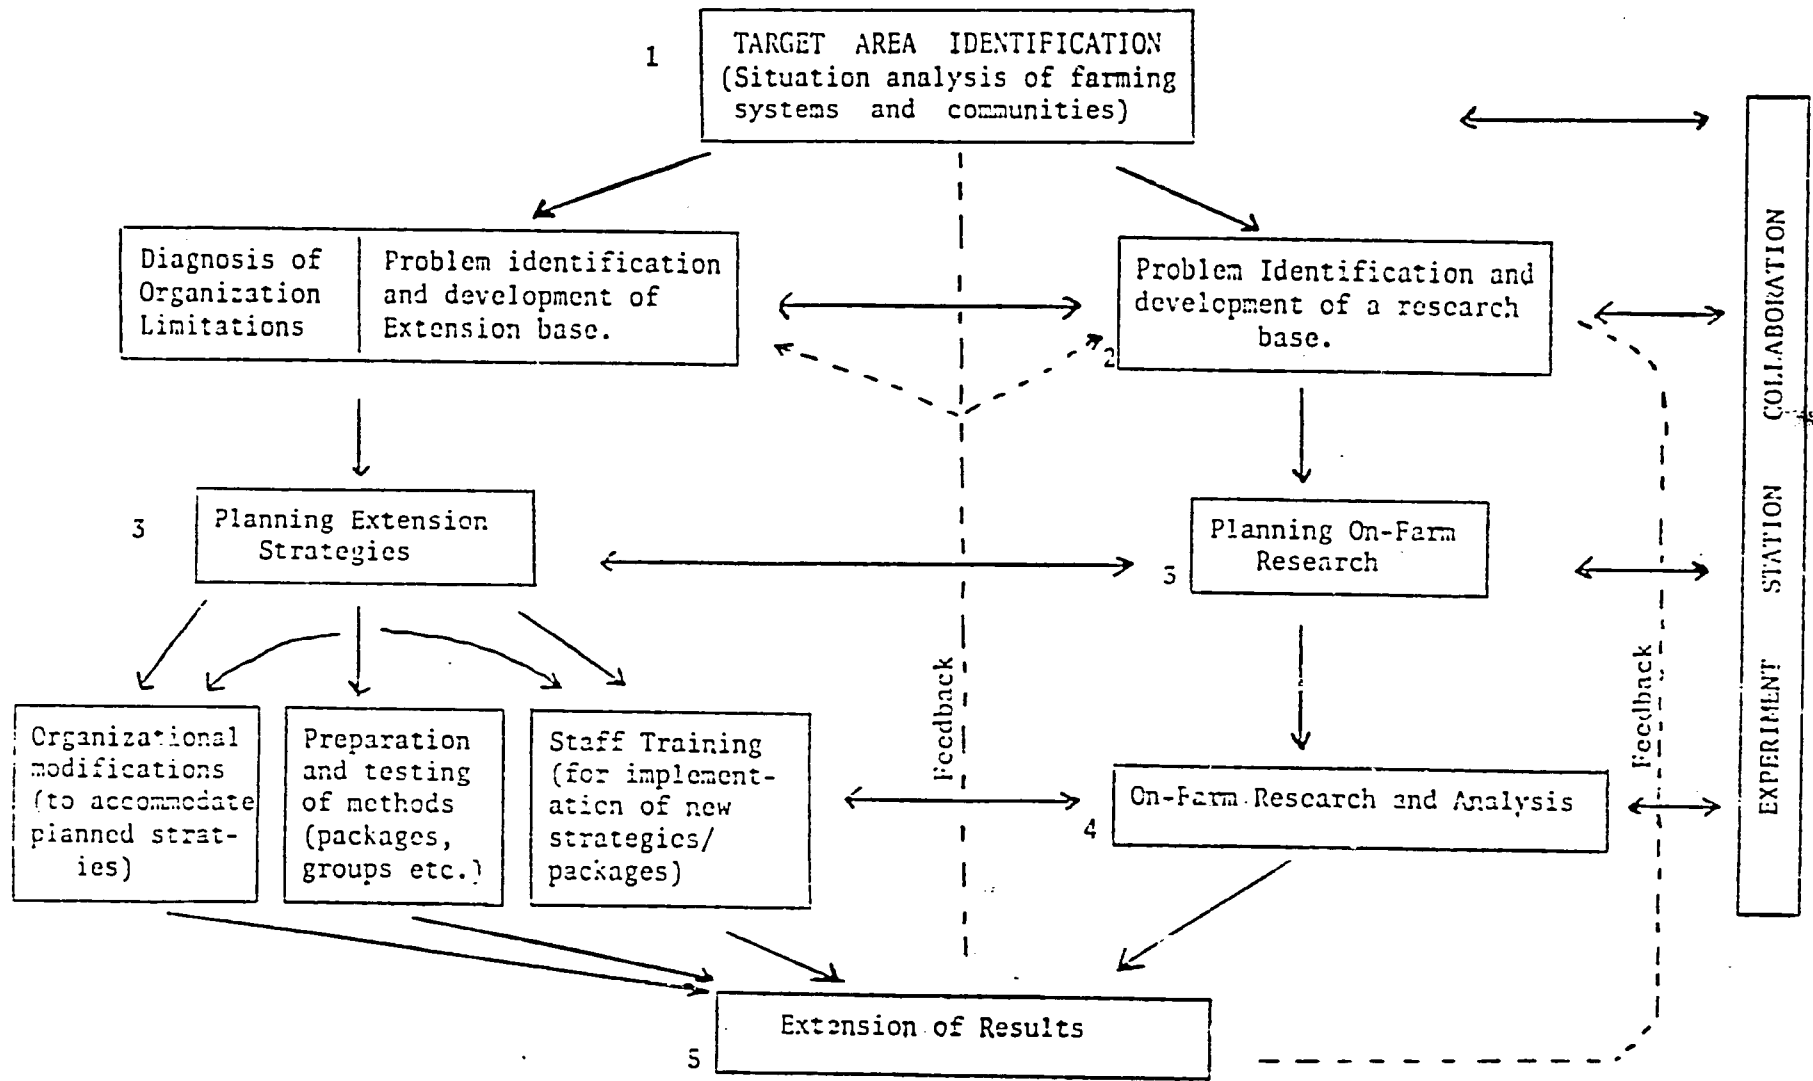 1
TARGET AREA IDENTIFICATION
(Situation analysis of farming
systems and communities)
Diagnosis of
Organization
Limitations
Problem identification
and development of
Extension base.
2
Problem Identification and
development of a research
base.
3
Planning Extension
Strategies
3
Planning On-Farm
Research
Organizational
modifications
(to accommodate
planned strat-
ies)
Preparation
and testing
of methods
(packages,
groups etc.)
Staff Training
(for implement-
ation of new
strategies/
packages)
Feedback
4
On-Farm Research and Analysis
Feedback
5
Extension of Results
EXPERIMENT STATION COLLABORATION